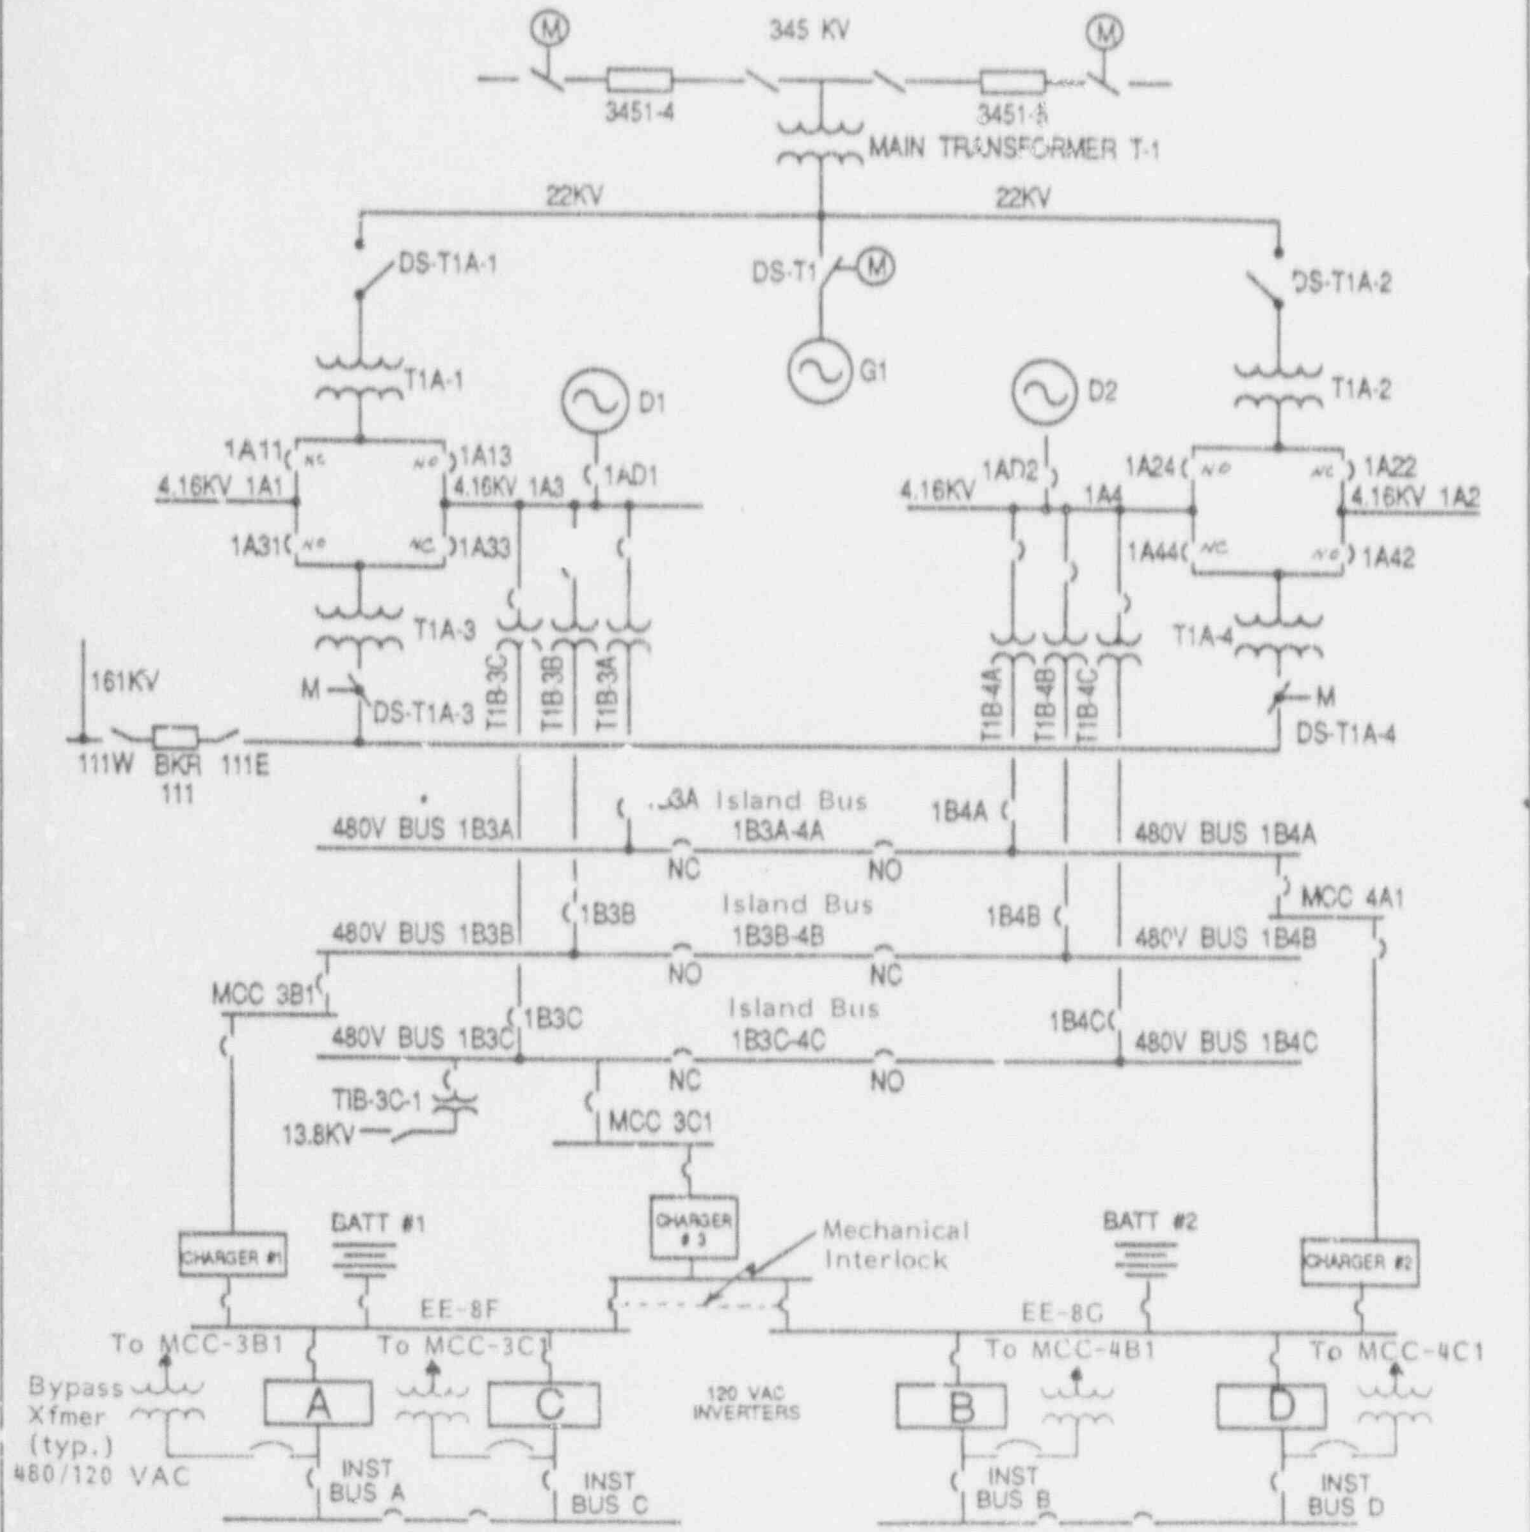 M
345 KV
M
3451-4
3451-5
MAIN TRANSFORMER T-1
22KV
22KV
DS-T1A-1
DS-T1
M
DS-T1A-2
T1A-1
D1
G1
D2
T1A-2
1A11
NC
NO
1A13
4.16KV 1A1
4.16KV 1A3
1AD1
4.16KV
1AD2
1A4
1A24
NO
NC
1A22
4.16KV 1A2
1A31
NO
NC
1A33
1A44
NC
NO
1A42
T1A-3
T1B-3C
T1B-3B
T1B-3A
T1B-4A
T1B-4B
T1B-4C
T1A-4
161KV
M
DS-T1A-3
M
DS-T1A-4
111W
BKR
111
111E
3A
Island Bus
1B3A-4A
1B4A
480V BUS 1B3A
480V BUS 1B4A
NC
NO
MCC 4A1
1B3B
Island Bus
1B3B-4B
1B4B
480V BUS 1B3B
480V BUS 1B4B
NO
NC
MCC 3B1
1B3C
Island Bus
1B3C-4C
1B4C
480V BUS 1B3C
480V BUS 1B4C
NC
NO
TIB-3C-1
13.8KV
MCC 3C1
CHARGER #1
BATT #1
CHARGER
# 3
Mechanical
Interlock
BATT #2
CHARGER #2
EE-8F
EE-8G
To MCC-3B1
To MCC-3C1
To MCC-4B1
To MCC-4C1
Bypass
Xfmer
(typ.)
480/120 VAC
A
C
120 VAC
INVERTERS
B
D
INST
BUS A
INST
BUS C
INST
BUS B
INST
BUS D